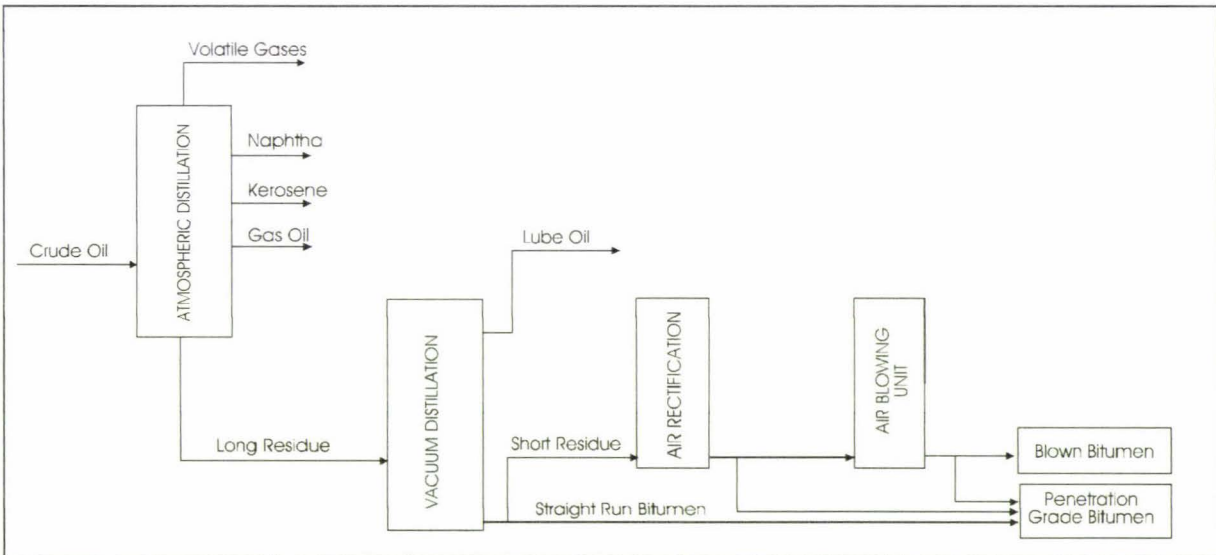 Volatile Gases
ATMOSPHERIC DISTILLATION
Naphtha
Kerosene
Gas Oil
Crude Oil
Lube Oil
VACUUM DISTILLATION
AIR RECTIFICATION
AIR BLOWING
UNIT
Long Residue
Short Residue
Blown Bitumen
Straight Run Bitumen
Penetration
Grade Bitumen